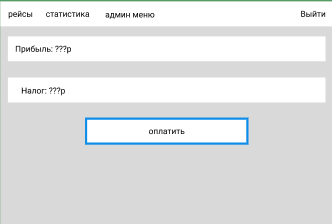 рейсы статистика админ меню Выйти
Прибыль: ???р
Налог: ???р
оплатить